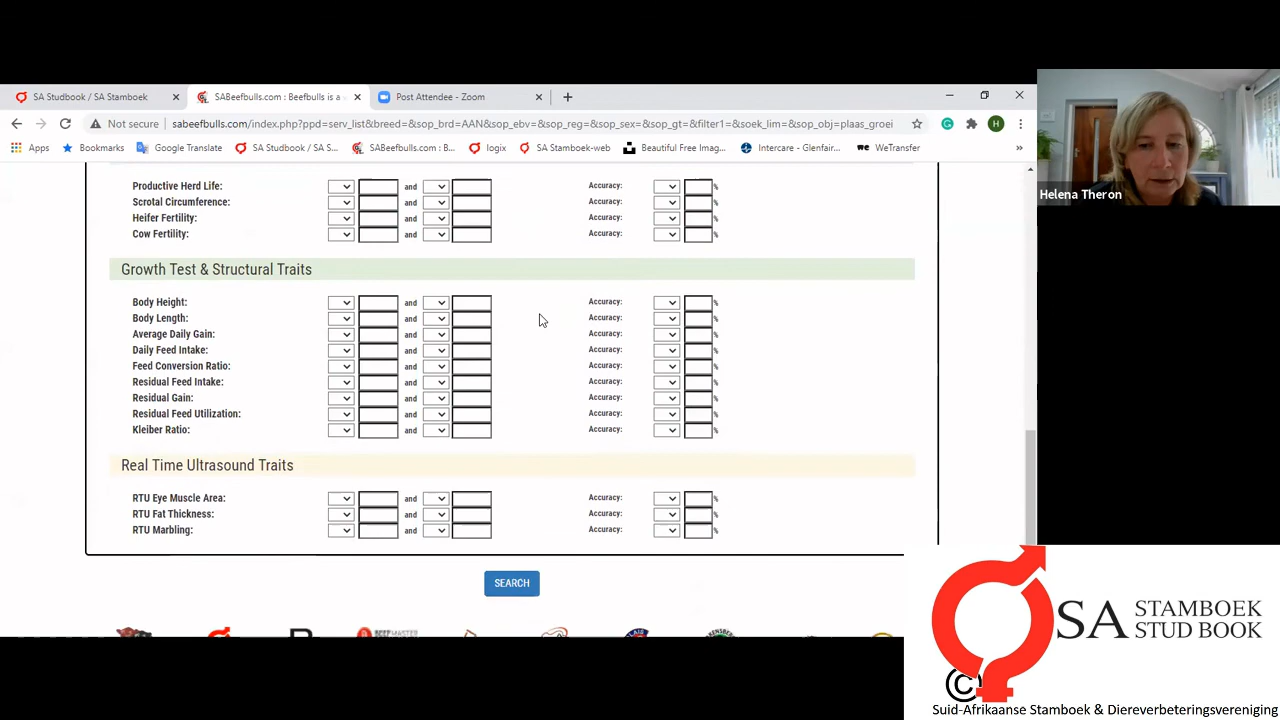 SA Studbook / SA Stamboek
SABeefbulls.com : Beefbulls is a
Post Attendee - Zoom
Not secure
sabeefbulls.com/index.php?ppd=serv_list&breed=&sop_brd=AAN&sop_ebv=&sop_reg=&sop_sex=&sop_gt=&filter1=&soek_lim=&sop_obj=plaas_groei
H
Apps
Bookmarks
Google Translate
SA Studbook / SA S...
SABeefbulls.com : B...
logix
SA Stamboek-web
Beautiful Free Imag...
Intercare - Glenfair...
WeTransfer
»
Helena Theron
Productive Herd Life: and Accuracy: %
Scrotal Circumference: and Accuracy: %
Heifer Fertility: and Accuracy: %
Cow Fertility: and Accuracy: %
Growth Test & Structural Traits
Body Height: and Accuracy: %
Body Length: and Accuracy: %
Average Daily Gain: and Accuracy: %
Daily Feed Intake: and Accuracy: %
Feed Conversion Ratio: and Accuracy: %
Residual Feed Intake: and Accuracy: %
Residual Gain: and Accuracy: %
Residual Feed Utilization: and Accuracy: %
Kleiber Ratio: and Accuracy: %
Real Time Ultrasound Traits
RTU Eye Muscle Area: and Accuracy: %
RTU Fat Thickness: and Accuracy: %
RTU Marbling: and Accuracy: %
SEARCH
SA STAMBOEK
STUD BOOK
©
Suid-Afrikaanse Stamboek & Diereverbeteringsvereniging